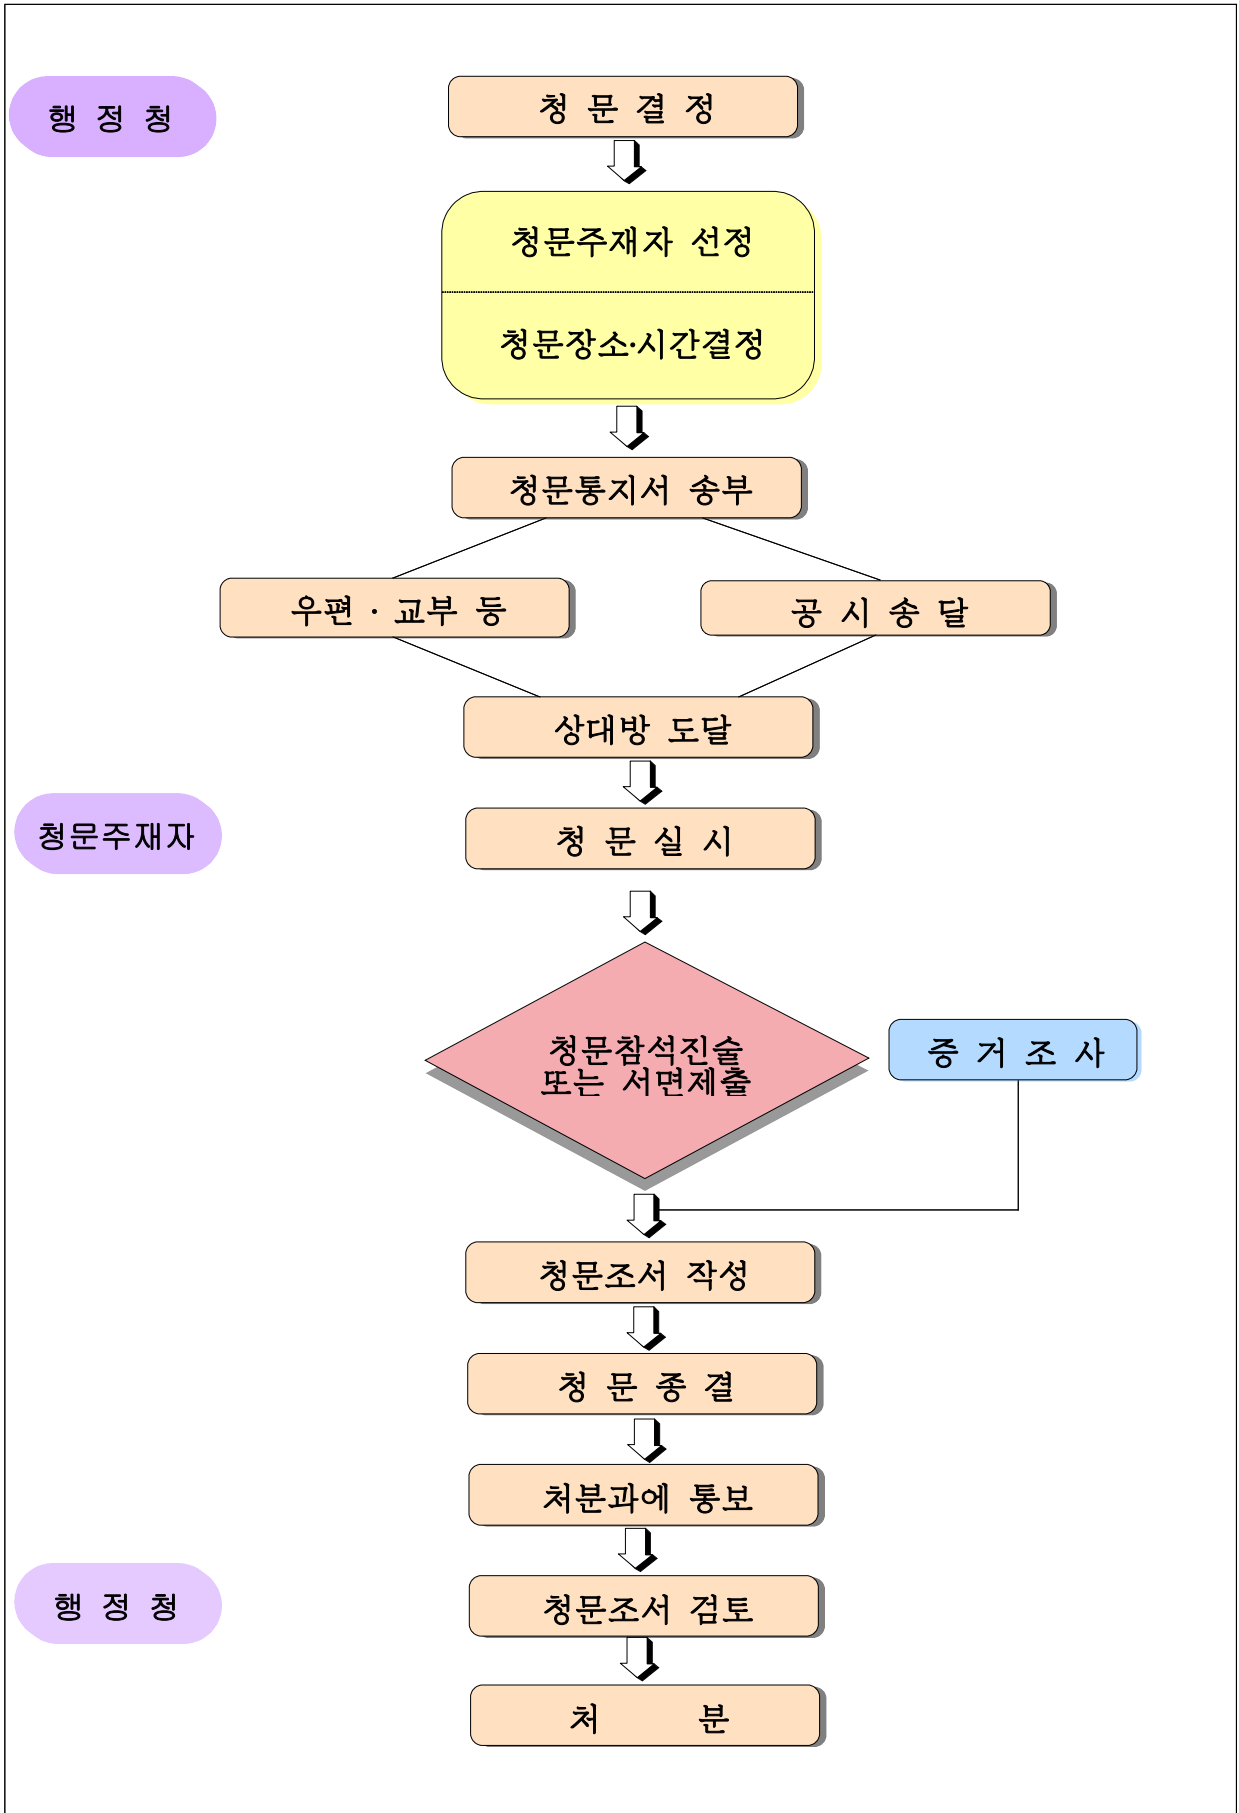 행 정 청
청 문 결 정
청문주재자 선정
청문장소·시간결정
청문통지서 송부
우편 · 교부 등
공 시 송 달
상대방 도달
청문주재자
청 문 실 시
청문참석진술
또는 서면제출
증 거 조 사
청문조서 작성
청 문 종 결
처분과에 통보
행 정 청
청문조서 검토
처 분